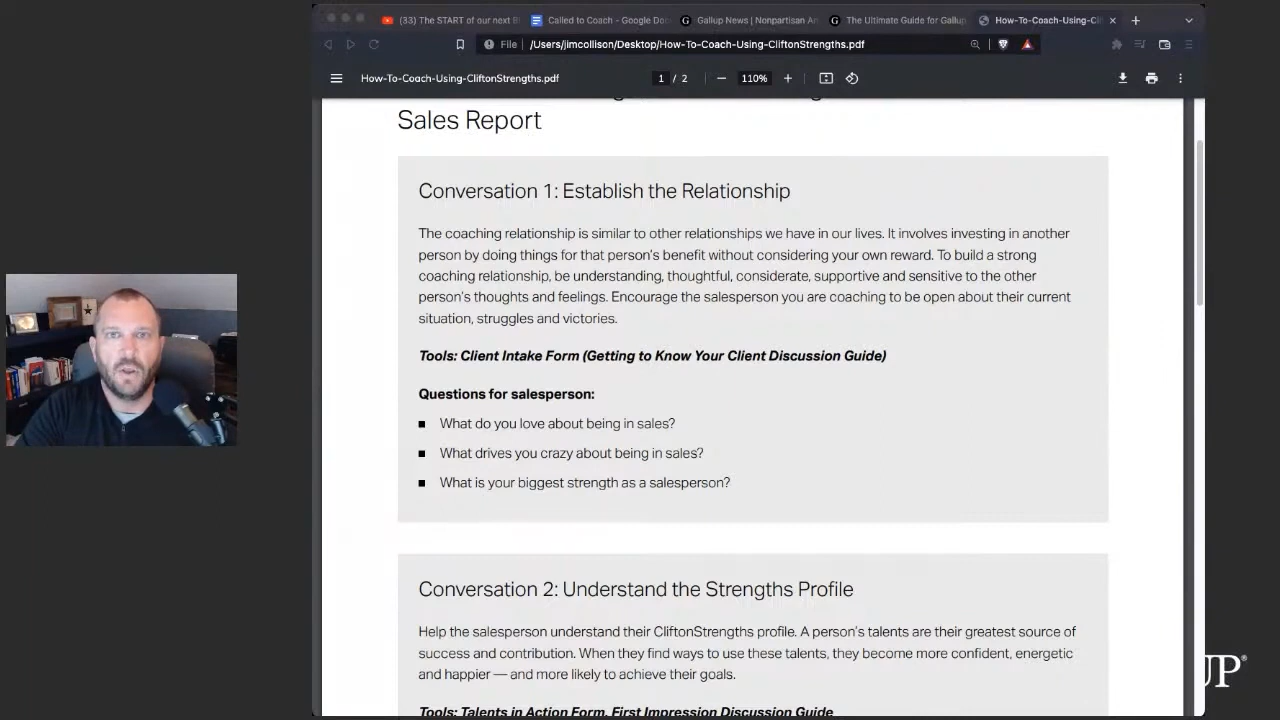 (33) The START of our next B
Called to Coach - Google Doc
Gallup News | Nonpartisan An
The Ultimate Guide for Gallup
How-To-Coach-Using-Cl
File
/Users/jimcollison/Desktop/How-To-Coach-Using-CliftonStrengths.pdf
How-To-Coach-Using-CliftonStrengths.pdf
1 / 2
110%
Sales Report
Conversation 1: Establish the Relationship
The coaching relationship is similar to other relationships we have in our lives. It involves investing in another
person by doing things for that person's benefit without considering your own reward. To build a strong
coaching relationship, be understanding, thoughtful, considerate, supportive and sensitive to the other
person's thoughts and feelings. Encourage the salesperson you are coaching to be open about their current
situation, struggles and victories.
Tools: Client Intake Form (Getting to Know Your Client Discussion Guide)
Questions for salesperson:
■ What do you love about being in sales?
■ What drives you crazy about being in sales?
■ What is your biggest strength as a salesperson?
Conversation 2: Understand the Strengths Profile
Help the salesperson understand their CliftonStrengths profile. A person's talents are their greatest source of
success and contribution. When they find ways to use these talents, they become more confident, energetic
and happier — and more likely to achieve their goals.
Tools: Talents in Action Form, First Impression Discussion Guide
UP®